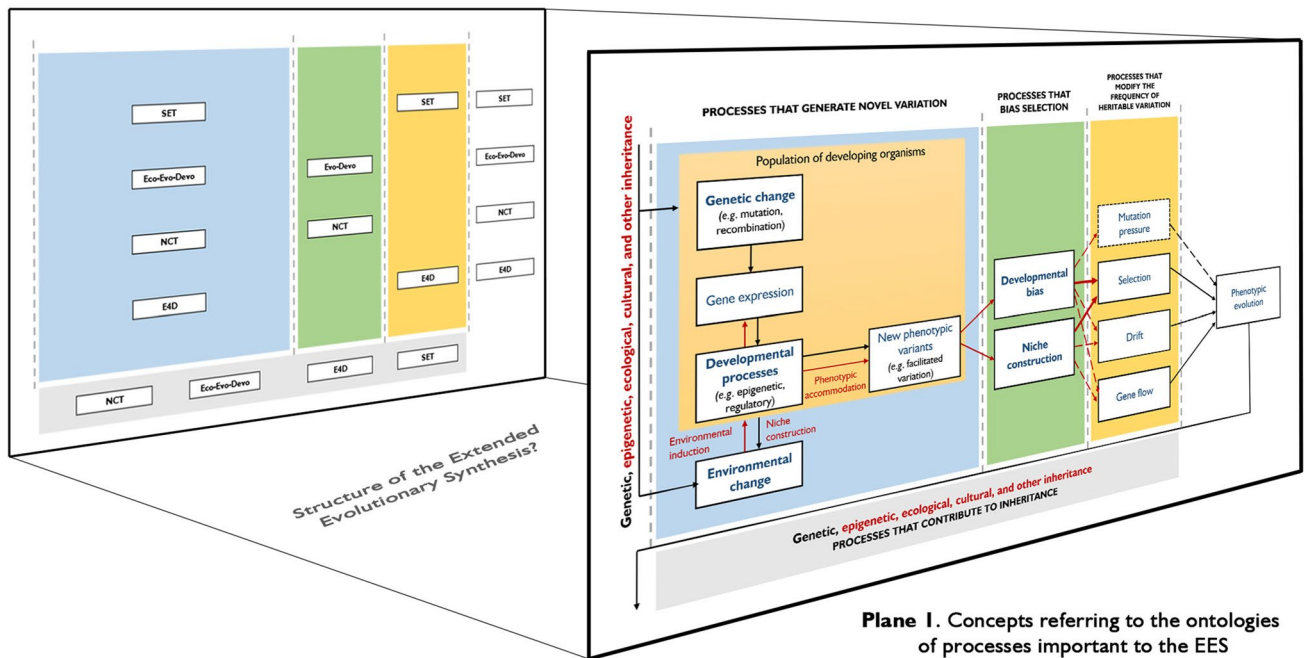 SET
Eco-Evo-Devo
NCT
E4D
Evo-Devo
NCT
SET
E4D
SET
Eco-Evo-Devo
NCT
E4D
NCT
Eco-Evo-Devo
E4D
SET
Structure of the Extended
Evolutionary Synthesis?
Genetic, epigenetic, ecological, cultural, and other inheritance
PROCESSES THAT GENERATE NOVEL VARIATION
PROCESSES THAT
BIAS SELECTION
PROCESSES THAT
MODIFY THE
FREQUENCY OF
HERITABLE VARIATION
Population of developing organisms
Genetic change
(e.g. mutation,
recombination)
Gene expression
Developmental
processes
(e.g. epigenetic,
regulatory)
Phenotypic
accommodation
New phenotypic
variants
(e.g. facilitated
variation)
Environmental
induction
Niche
construction
Environmental
change
Developmental
bias
Niche
construction
Mutation
pressure
Selection
Drift
Gene flow
Phenotypic
evolution
Genetic, epigenetic, ecological, cultural, and other inheritance
PROCESSES THAT CONTRIBUTE TO INHERITANCE
Plane 1. Concepts referring to the ontologies
of processes important to the EES